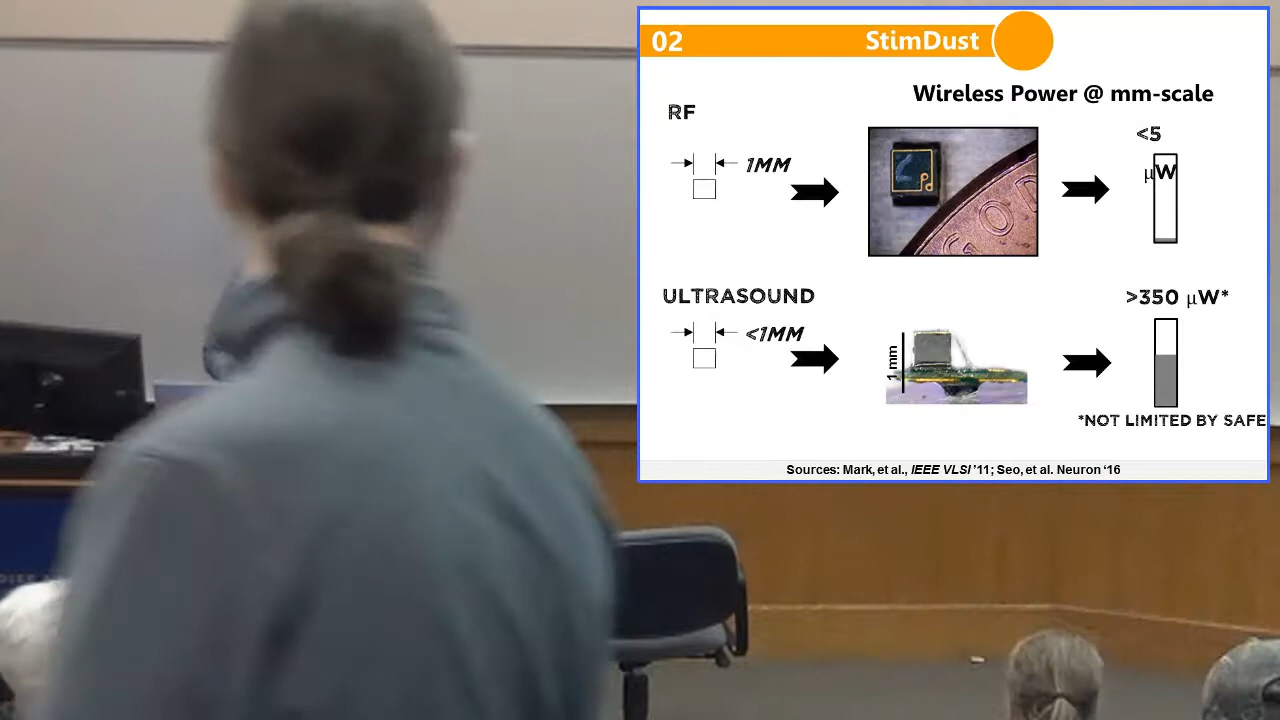 02 StimDust
Wireless Power @ mm-scale
RF
1MM
<5
μW
ULTRASOUND
<1MM
1 mm
>350 μW*
*NOT LIMITED BY SAFE
Sources: Mark, et al., IEEE VLSI '11; Seo, et al. Neuron '16